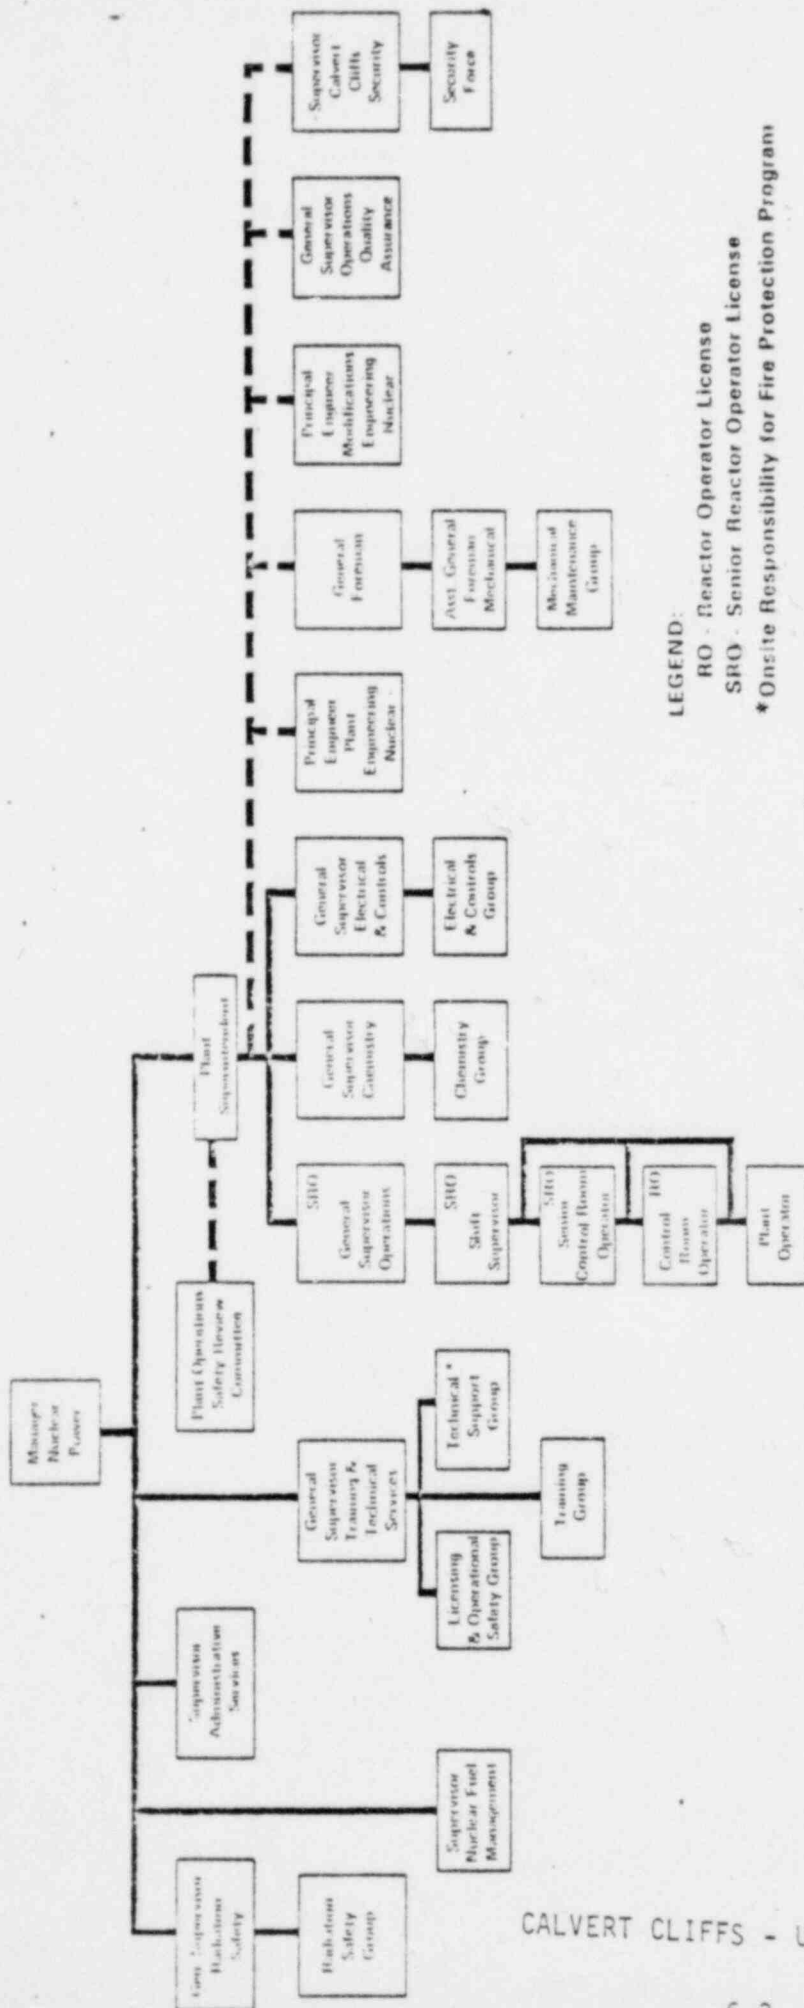 Manager
Nuclear
Power
Gen. Supervisor
Radiation
Safety
Radiation
Safety
Group
Supervisor
Nuclear Fuel
Management
Supervisor
Administrative
Services
General
Supervisor
Training &
Technical
Services
Licensing
& Operational
Safety Group
Training
Group
Technical *
Support
Group
Plant Operations
Safety Review
Committee
Plant
Superintendent
SRO
General
Supervisor
Operations
SRO
Shift
Supervisor
SRO
Senior
Control Room
Operator
RO
Control
Room
Operator
Plant
Operator
General
Supervisor
Chemistry
Chemistry
Group
General
Supervisor
Electrical
& Controls
Electrical
& Controls
Group
Principal
Engineer
Plant
Engineering
Nuclear
General
Foreman
Asst. General
Foreman
Mechanical
Mechanical
Maintenance
Group
Principal
Engineer
Modifications
Engineering
Nuclear
General
Supervisor
Operations
Quality
Assurance
Supervisor
Calvert
Cliffs
Security
Security
Force
LEGEND:
RO - Reactor Operator License
SRO - Senior Reactor Operator License
*Onsite Responsibility for Fire Protection Program
CALVERT CLIFFS - U